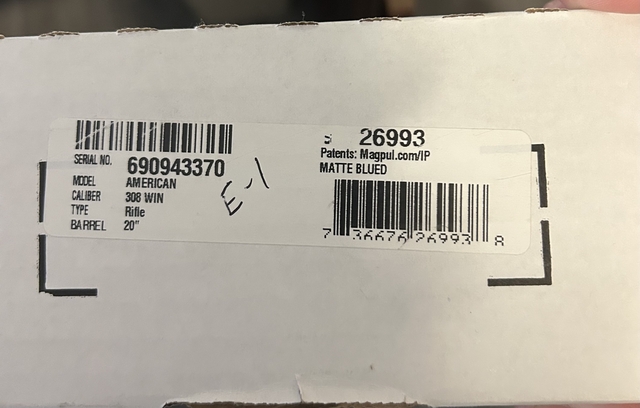 SERIAL NO. 690943370
MODEL AMERICAN
CALIBER 308 WIN
TYPE Rifle
BARREL 20"
26993
Patents: Magpul.com/IP
MATTE BLUED
7 36676 26993 8